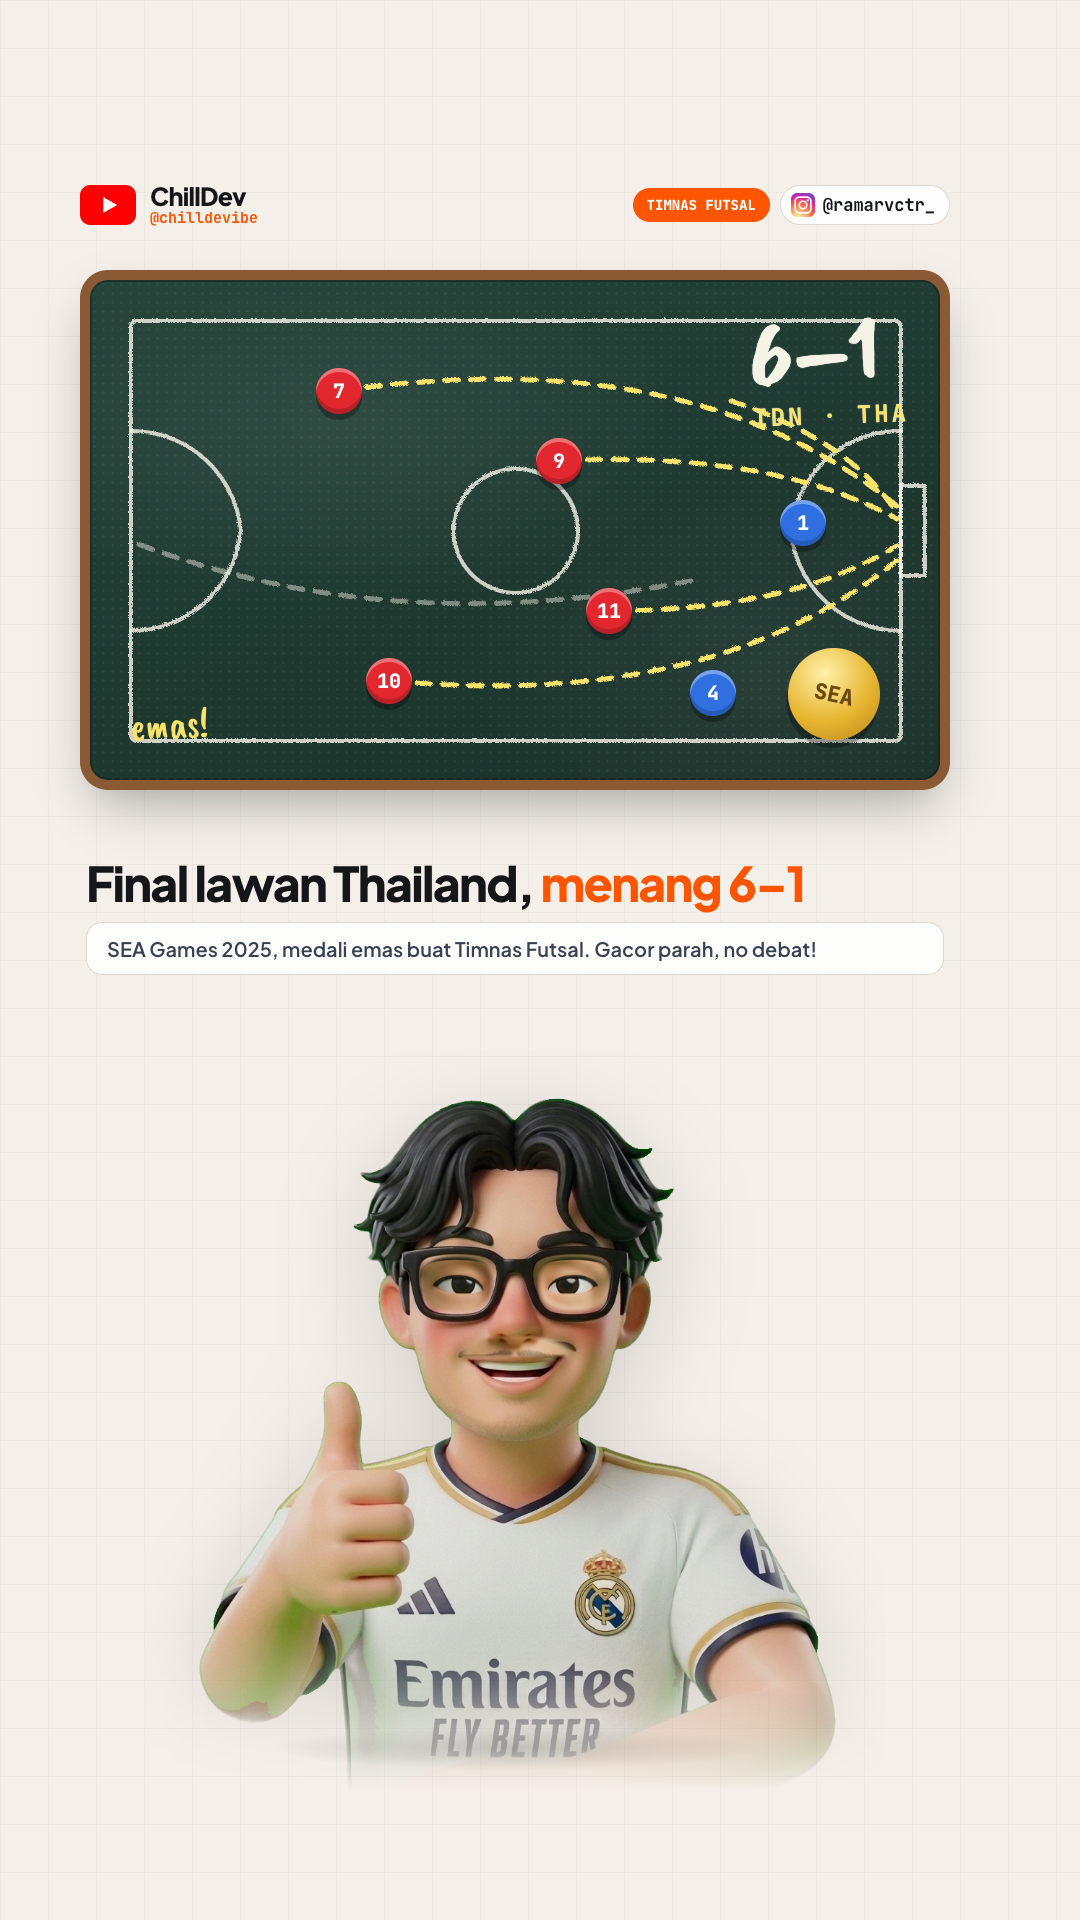 ChillDev
@chilldevibe
TIMNAS FUTSAL
@ramarvctr_
6–1
IDN · THA
7
9
1
11
10
4
SEA
emas!
Final lawan Thailand, menang 6–1
SEA Games 2025, medali emas buat Timnas Futsal. Gacor parah, no debat!
Emirates
FLY BETTER